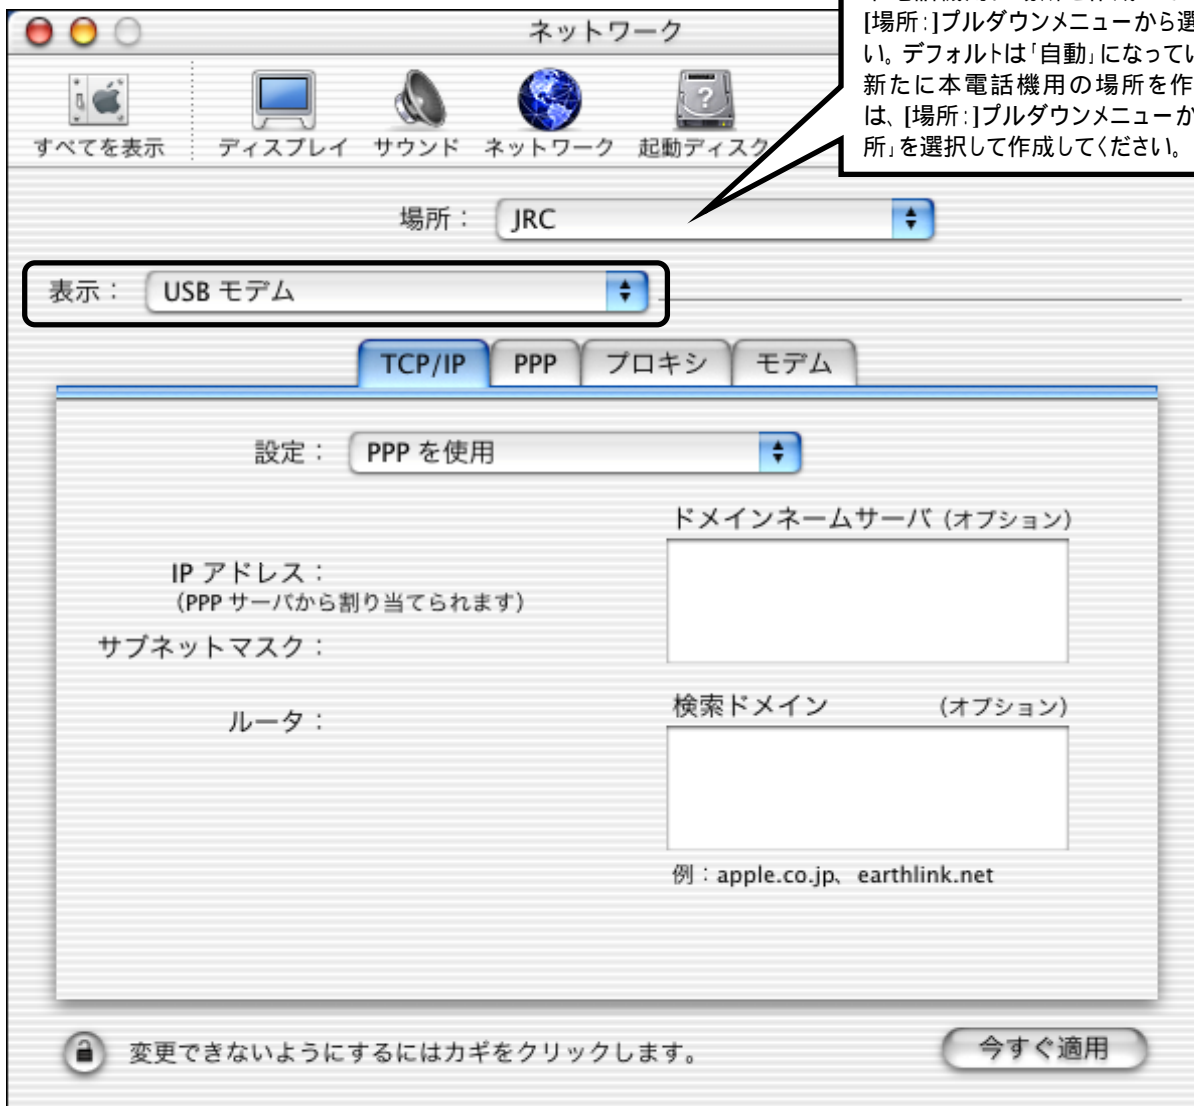 ネットワーク
[場所:]プルダウンメニューから選
い。デフォルトは「自動」になってい
新たに本電話機用の場所を作
は、[場所:]プルダウンメニューか
所」を選択して作成してください。
すべてを表示 ディスプレイ サウンド ネットワーク 起動ディスク
場所: JRC
表示: USB モデム
TCP/IP PPP プロキシ モデム
設定: PPP を使用
ドメインネームサーバ (オプション)
IP アドレス:
(PPP サーバから割り当てられます)
サブネットマスク:
ルータ:
検索ドメイン (オプション)
例:apple.co.jp、earthlink.net
変更できないようにするにはカギをクリックします。
今すぐ適用